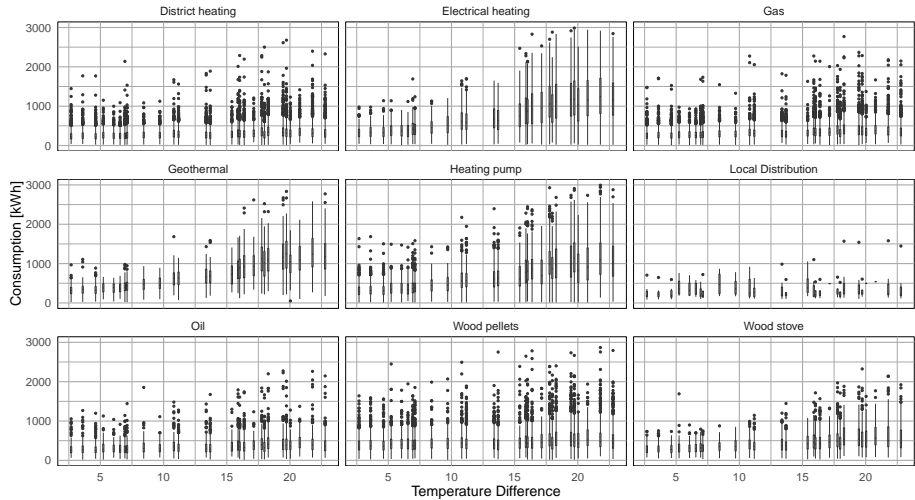 District heating Electrical heating Gas
3000
2000
1000
0
Geothermal Heating pump Local Distribution
3000
2000
1000
0
Consumption [kWh]
Oil Wood pellets Wood stove
3000
2000
1000
0
5 10 15 20 5 10 15 20 5 10 15 20
Temperature Difference